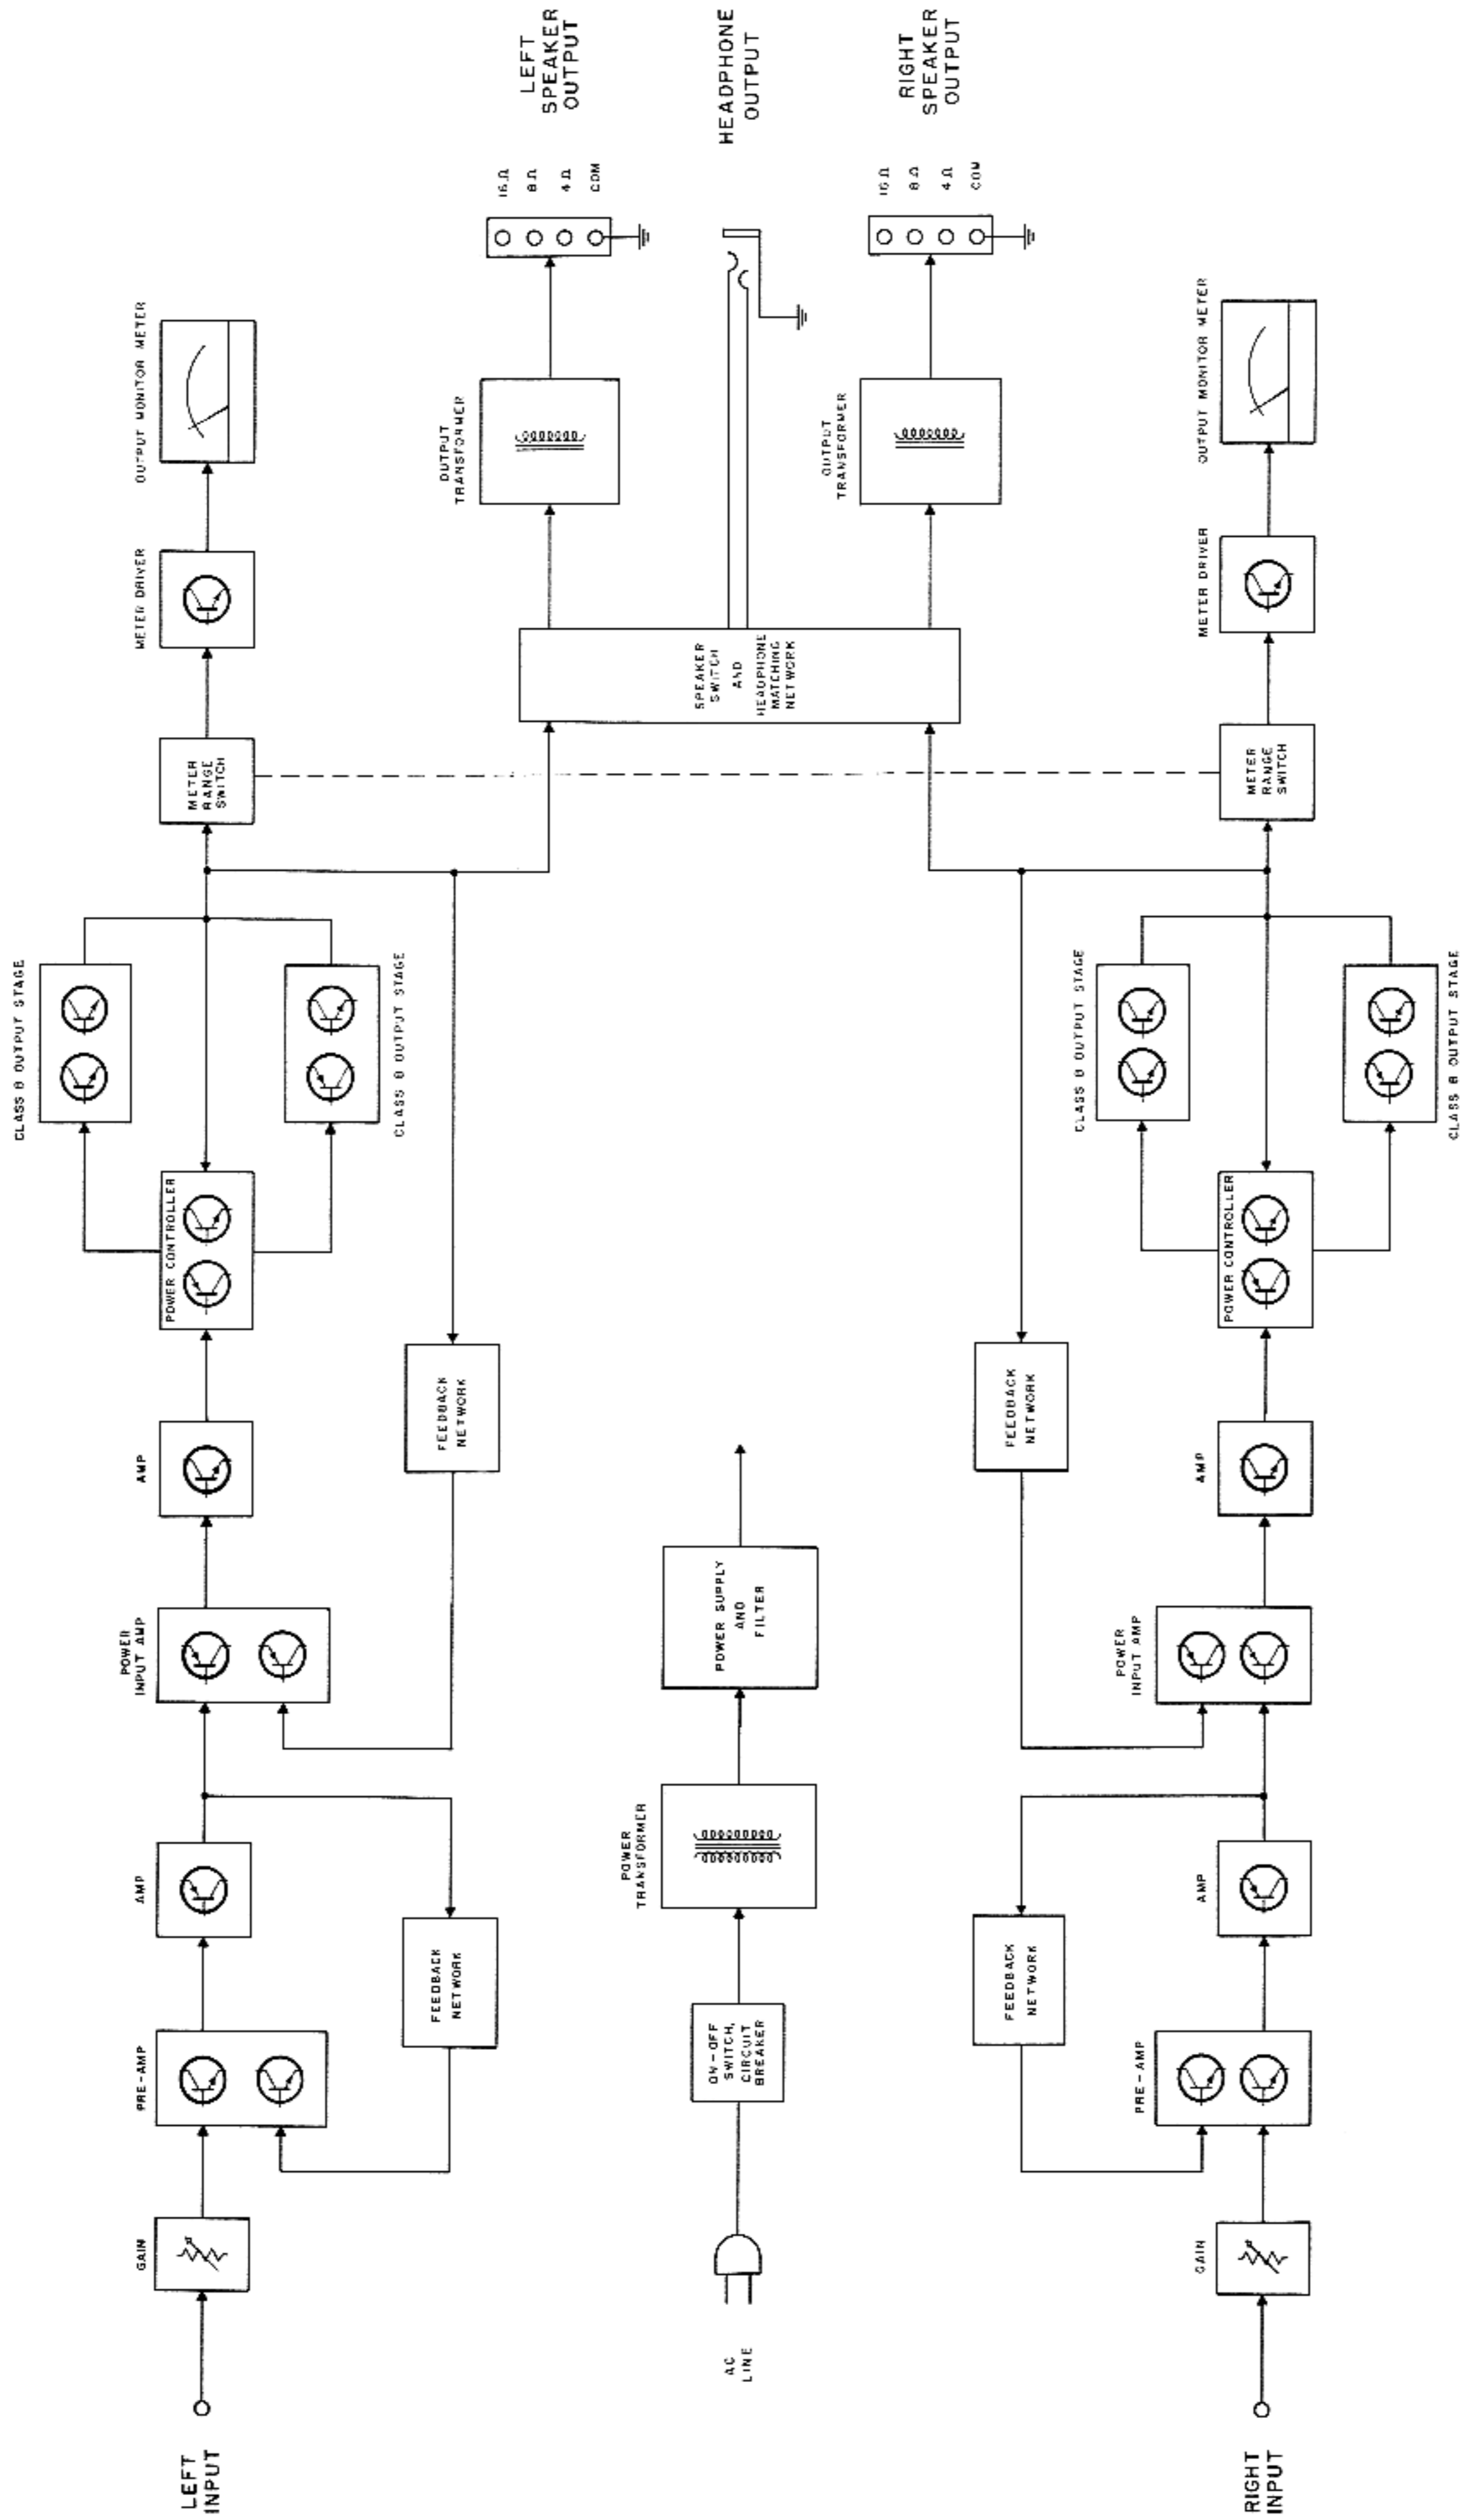 LEFT
INPUT
GAIN
PRE-AMP
AMP
FEEDBACK
NETWORK
POWER
INPUT AMP
AMP
FEEDBACK
NETWORK
POWER CONTROLLER
CLASS B OUTPUT STAGE
CLASS B OUTPUT STAGE
METER
RANGE
SWITCH
METER DRIVER
OUTPUT MONITOR METER
OUTPUT
TRANSFORMER
16Ω
8Ω
4Ω
COM
LEFT
SPEAKER
OUTPUT
AC
LINE
ON-OFF
SWITCH,
CIRCUIT
BREAKER
POWER
TRANSFORMER
POWER SUPPLY
AND
FILTER
SPEAKER
SWITCH
AND
HEADPHONE
MATCHING
NETWORK
HEADPHONE
OUTPUT
OUTPUT
TRANSFORMER
16Ω
8Ω
4Ω
COM
RIGHT
SPEAKER
OUTPUT
RIGHT
INPUT
GAIN
PRE-AMP
FEEDBACK
NETWORK
AMP
POWER
INPUT AMP
FEEDBACK
NETWORK
AMP
POWER CONTROLLER
CLASS B OUTPUT STAGE
CLASS B OUTPUT STAGE
METER
RANGE
SWITCH
METER DRIVER
OUTPUT MONITOR METER